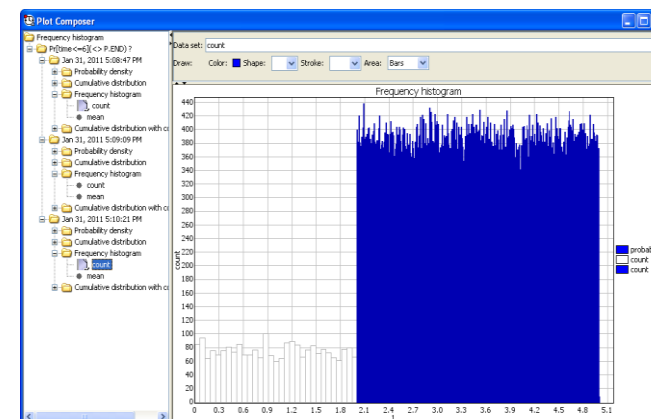 Plot Composer
Frequency histogram
Pr[time<=6](<> P.END) ?
Jan 31, 2011 5:08:47 PM
Probability density
Cumulative distribution
Frequency histogram
count
mean
Cumulative distribution with co
Jan 31, 2011 5:09:09 PM
Probability density
Cumulative distribution
Frequency histogram
count
mean
Cumulative distribution with co
Jan 31, 2011 5:10:21 PM
Probability density
Cumulative distribution
Frequency histogram
count
mean
Cumulative distribution with co
Data set: count
Draw: Color: Shape: Stroke: Area: Bars
Frequency histogram
440
420
400
380
360
340
320
300
280
260
240
220
200
180
160
140
120
100
80
60
40
20
0
count
0 0.3 0.6 0.9 1.2 1.5 1.8 2.1 2.4 2.7 3.0 3.3 3.6 3.9 4.2 4.5 4.8 5.1
probab
count
count